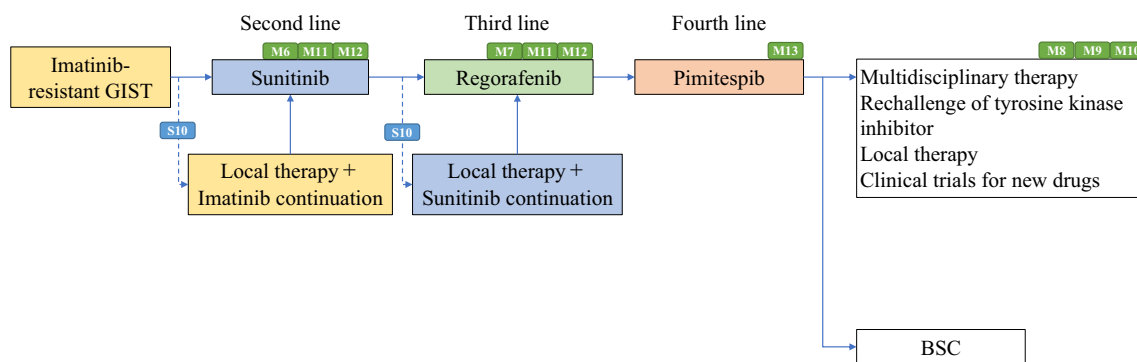 Second line
Third line
Fourth line
M6 M11 M12
M7 M11 M12
M13
M8 M9 M10
Imatinib-
resistant GIST
Sunitinib
Regorafenib
Pimitespib
Multidisciplinary therapy
Rechallenge of tyrosine kinase
inhibitor
Local therapy
Clinical trials for new drugs
S10
S10
Local therapy +
Imatinib continuation
Local therapy +
Sunitinib continuation
BSC